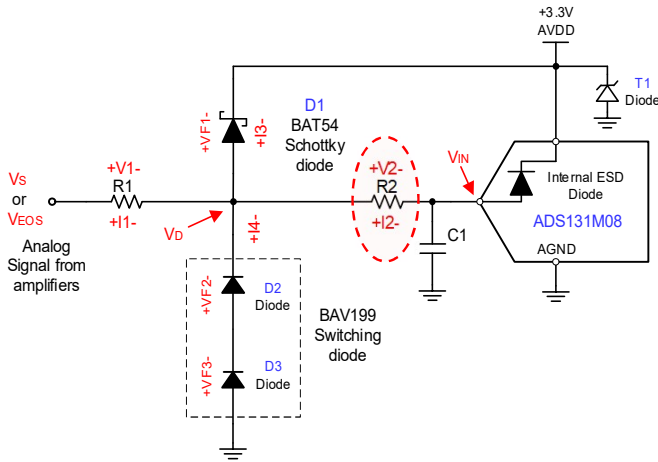 +3.3V
AVDD
T1
Diode
D1
BAT54
Schottky
diode
+VF1-
+I3-
VS
or
VEOS
Analog
Signal from
amplifiers
+V1-
R1
+I1-
VD
+I4-
+V2-
R2
+I2-
VIN
C1
Internal ESD
Diode
ADS131M08
AGND
+VF2-
D2
Diode
+VF3-
D3
Diode
BAV199
Switching
diode